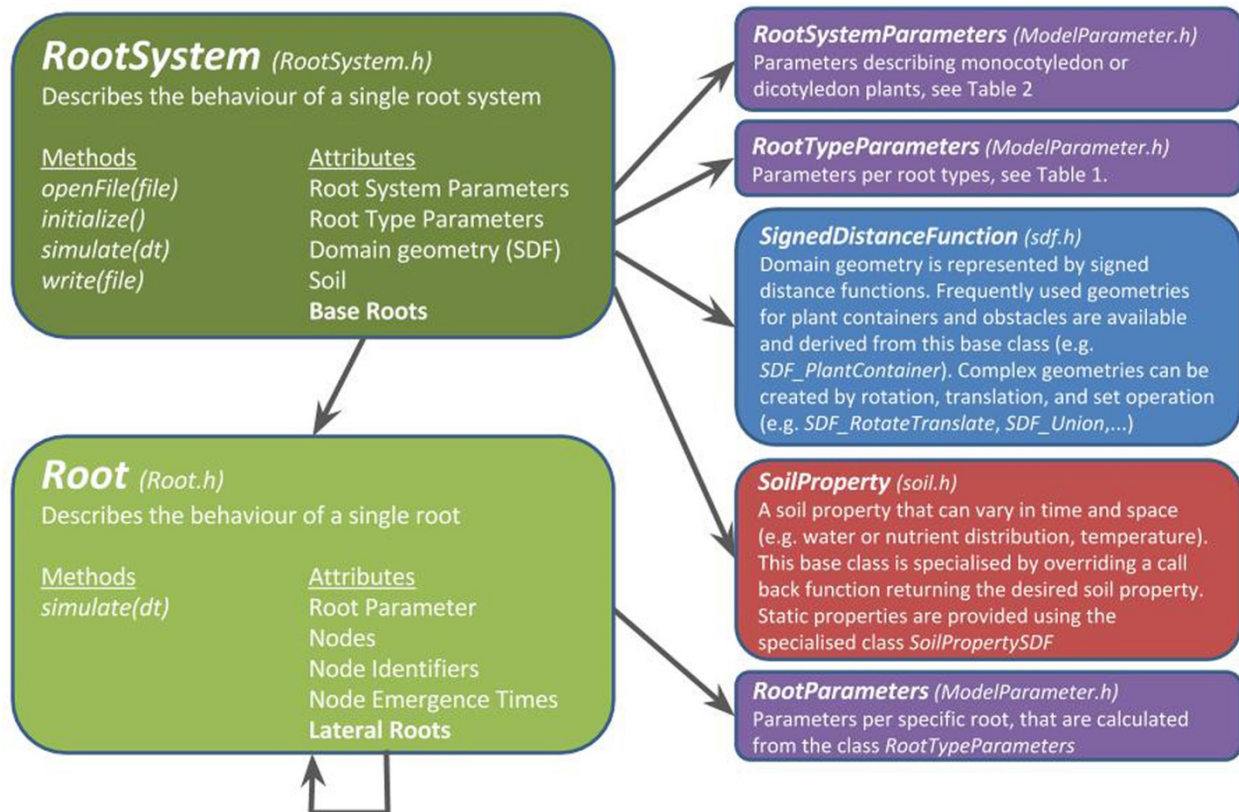 RootSystem (RootSystem.h)
Describes the behaviour of a single root system
Methods
openFile(file)
initialize()
simulate(dt)
write(file)
Attributes
Root System Parameters
Root Type Parameters
Domain geometry (SDF)
Soil
Base Roots
Root (Root.h)
Describes the behaviour of a single root
Methods
simulate(dt)
Attributes
Root Parameter
Nodes
Node Identifiers
Node Emergence Times
Lateral Roots
RootSystemParameters (ModelParameter.h)
Parameters describing monocotyledon or
dicotyledon plants, see Table 2
RootTypeParameters (ModelParameter.h)
Parameters per root types, see Table 1.
SignedDistanceFunction (sdf.h)
Domain geometry is represented by signed
distance functions. Frequently used geometries
for plant containers and obstacles are available
and derived from this base class (e.g.
SDF_PlantContainer). Complex geometries can be
created by rotation, translation, and set operation
(e.g. SDF_RotateTranslate, SDF_Union,...)
SoilProperty (soil.h)
A soil property that can vary in time and space
(e.g. water or nutrient distribution, temperature).
This base class is specialised by overriding a call
back function returning the desired soil property.
Static properties are provided using the
specialised class SoilPropertySDF
RootParameters (ModelParameter.h)
Parameters per specific root, that are calculated
from the class RootTypeParameters